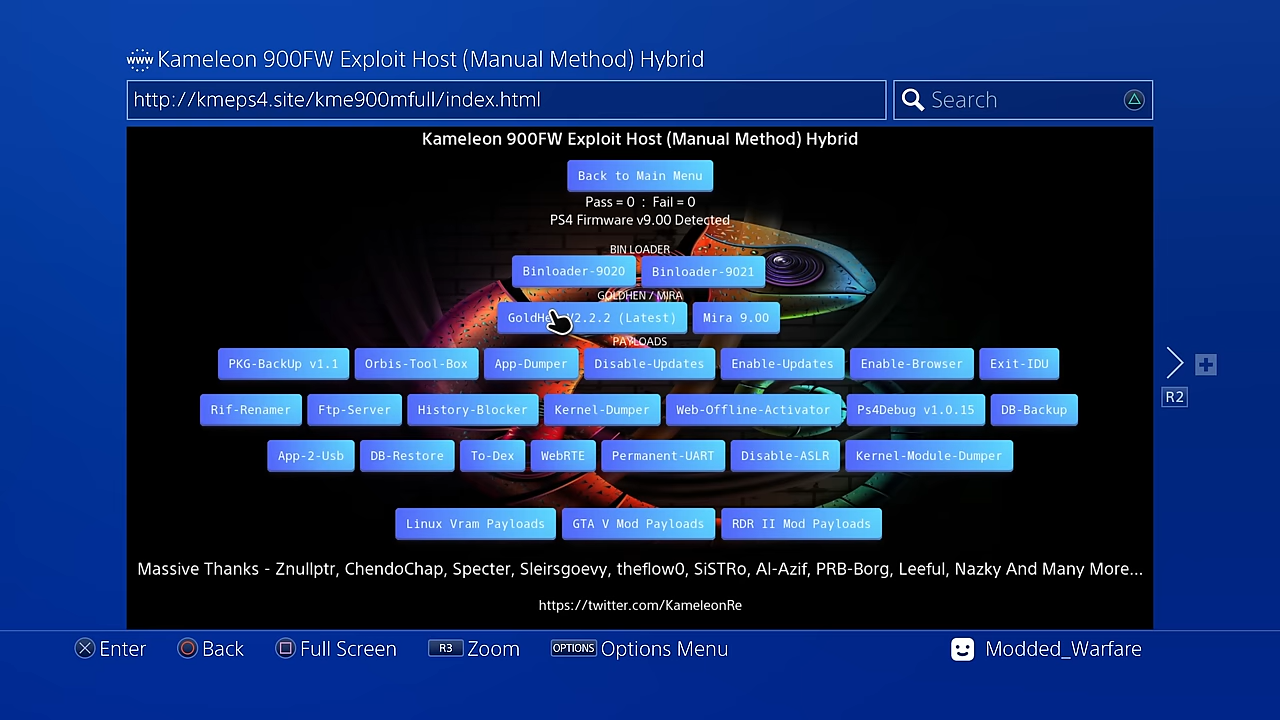 www Kameleon 900FW Exploit Host (Manual Method) Hybrid
http://kmeps4.site/kme900mfull/index.html Search
Kameleon 900FW Exploit Host (Manual Method) Hybrid
Back to Main Menu
Pass = 0 : Fail = 0
PS4 Firmware v9.00 Detected
BIN LOADER
Binloader-9020 Binloader-9021
GOLDHEN / MIRA
V2.2.2 (Latest) Mira 9.00
PAYLOADS
PKG-BackUp v1.1 Orbis-Tool-Box App-Dumper Disable-Updates Enable-Updates Enable-Browser Exit-IDU
R2
Rif-Renamer Ftp-Server History-Blocker Kernel-Dumper Web-Offline-Activator Ps4Debug v1.0.15 DB-Backup
App-2-Usb DB-Restore To-Dex WebRTE Permanent-UART Disable-ASLR Kernel-Module-Dumper
Linux Vram Payloads GTA V Mod Payloads RDR II Mod Payloads
Massive Thanks - Znullptr, ChendoChap, Specter, Sleirsgoevy, theflow0, SiSTRo, Al-Azif, PRB-Borg, Leeful, Nazky And Many More...
https://twitter.com/KameleonRe
Enter Back Full Screen R3 Zoom OPTIONS Options Menu Modded_Warfare